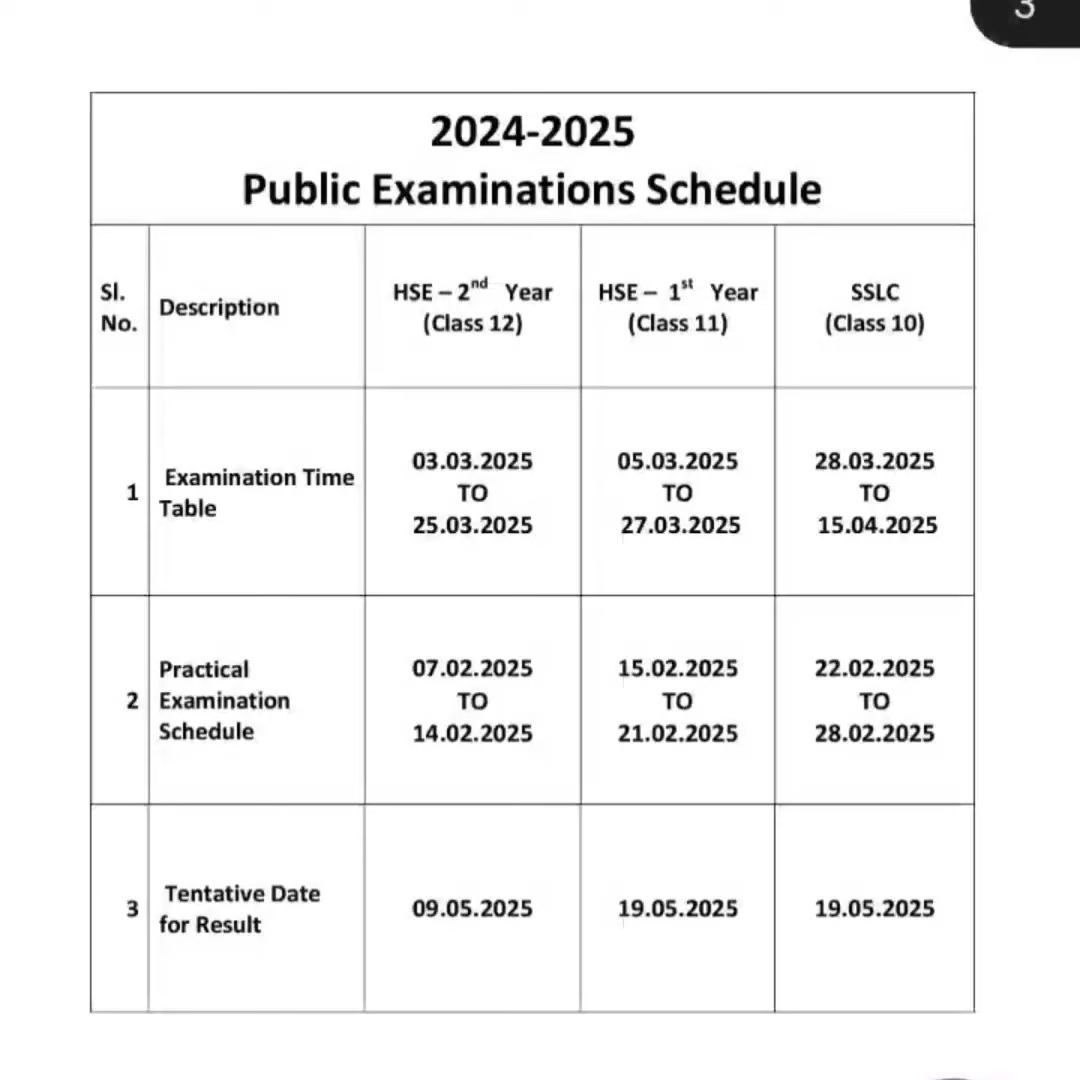 3
2024-2025
Public Examinations Schedule
Sl.
No.
Description
HSE – 2nd Year
(Class 12)
HSE – 1st Year
(Class 11)
SSLC
(Class 10)
1
Examination Time
Table
03.03.2025
TO
25.03.2025
05.03.2025
TO
27.03.2025
28.03.2025
TO
15.04.2025
2
Practical
Examination
Schedule
07.02.2025
TO
14.02.2025
15.02.2025
TO
21.02.2025
22.02.2025
TO
28.02.2025
3
Tentative Date
for Result
09.05.2025
19.05.2025
19.05.2025